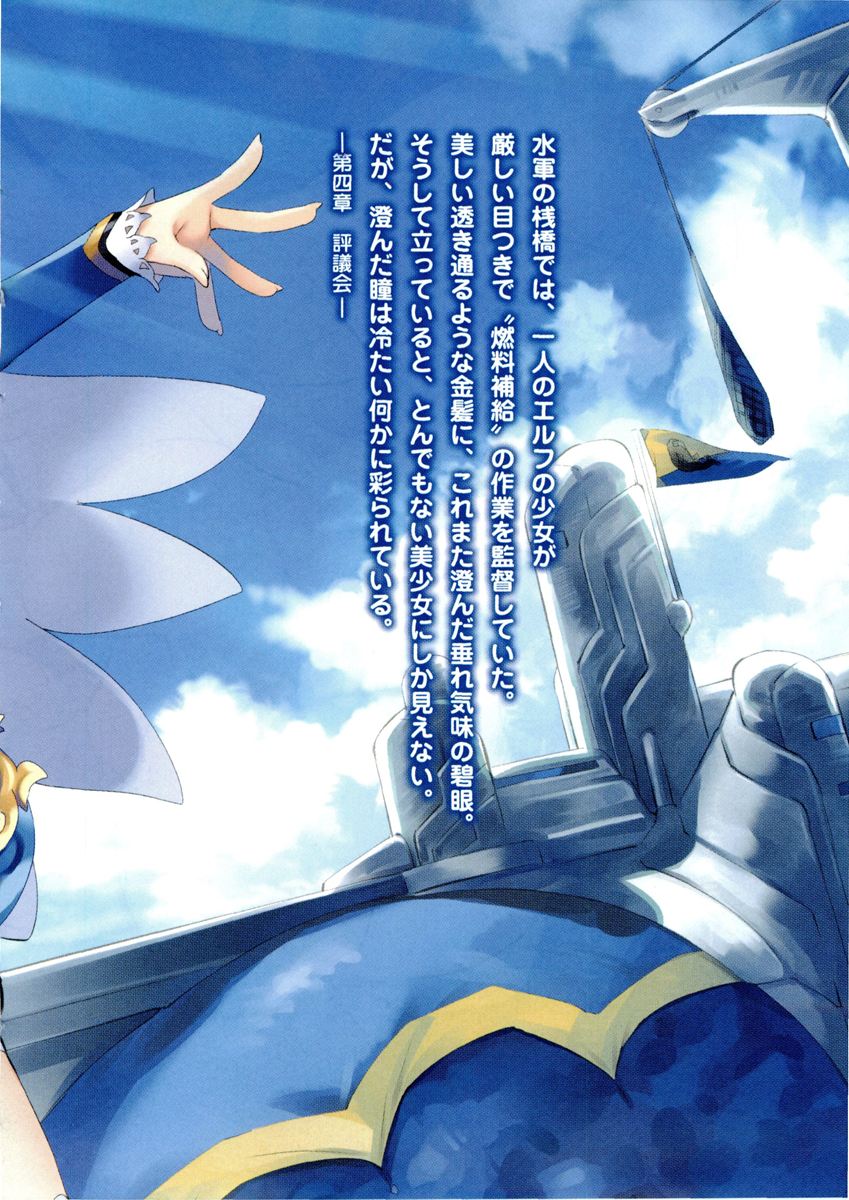 水軍の桟橋では、一人のエルフの少女が
厳しい目つきで〝燃料補給〟の作業を監督していた。
美しい透き通るような金髪に、これまた澄んだ垂れ気味の碧眼。
そうして立っていると、とんでもない美少女にしか見えない。
だが、澄んだ瞳は冷たい何かに彩られている。
―第四章　評議会―